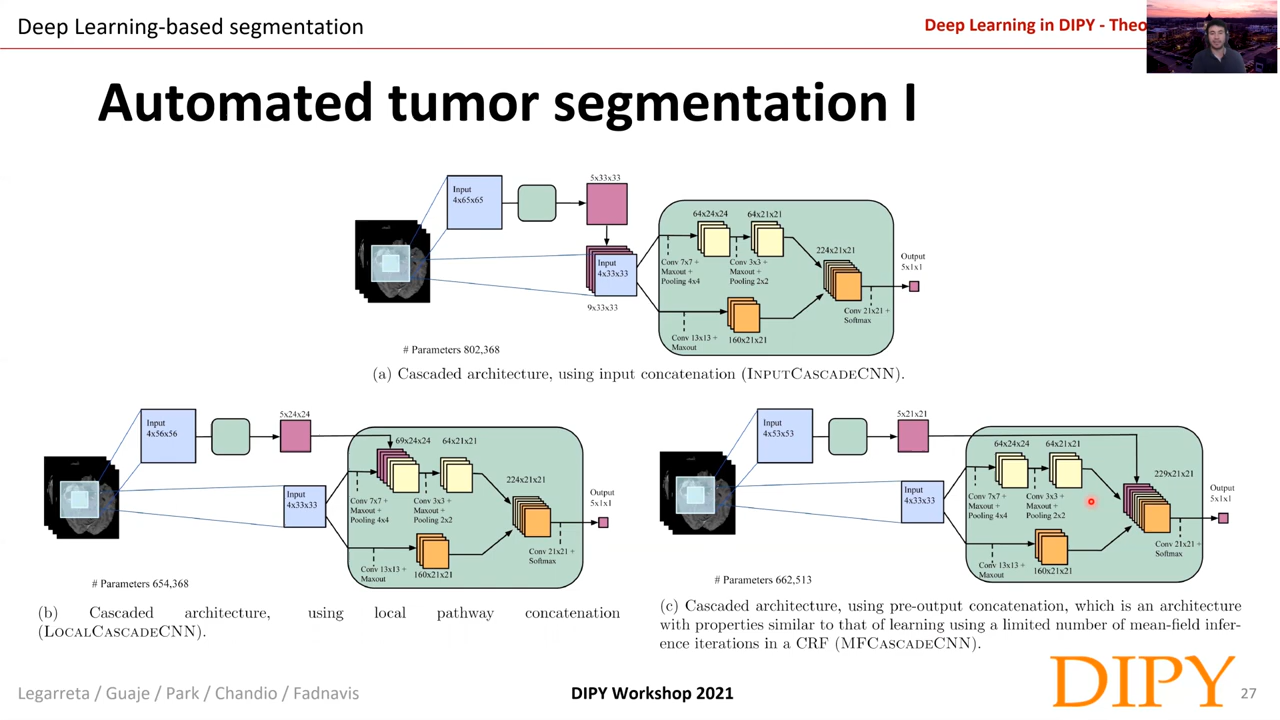 Deep Learning-based segmentation
Deep Learning in DIPY - Theo
Automated tumor segmentation I
Input
4x65x65
5x33x33
Input
4x33x33
9x33x33
64x24x24
64x21x21
Conv 7x7 +
Maxout +
Pooling 4x4
Conv 3x3 +
Maxout +
Pooling 2x2
224x21x21
Conv 13x13 +
Maxout
160x21x21
Conv 21x21 +
Softmax
Output
5x1x1
# Parameters 802,368
(a) Cascaded architecture, using input concatenation (INPUTCASCADECNN).
Input
4x56x56
5x24x24
Input
4x33x33
69x24x24
64x21x21
Conv 7x7 +
Maxout +
Pooling 4x4
Conv 3x3 +
Maxout +
Pooling 2x2
224x21x21
Conv 13x13 +
Maxout
160x21x21
Conv 21x21 +
Softmax
Output
5x1x1
# Parameters 654,368
(b) Cascaded architecture, using local pathway concatenation
(LOCALCASCADECNN).
Input
4x53x53
5x21x21
Input
4x33x33
64x24x24
64x21x21
Conv 7x7 +
Maxout +
Pooling 4x4
Conv 3x3 +
Maxout +
Pooling 2x2
229x21x21
Conv 13x13 +
Maxout
160x21x21
Conv 21x21 +
Softmax
Output
5x1x1
# Parameters 662,513
(c) Cascaded architecture, using pre-output concatenation, which is an architecture
with properties similar to that of learning using a limited number of mean-field infer-
ence iterations in a CRF (MFCASCADECNN).
Legarreta / Guaje / Park / Chandio / Fadnavis
DIPY Workshop 2021
DIPY
27